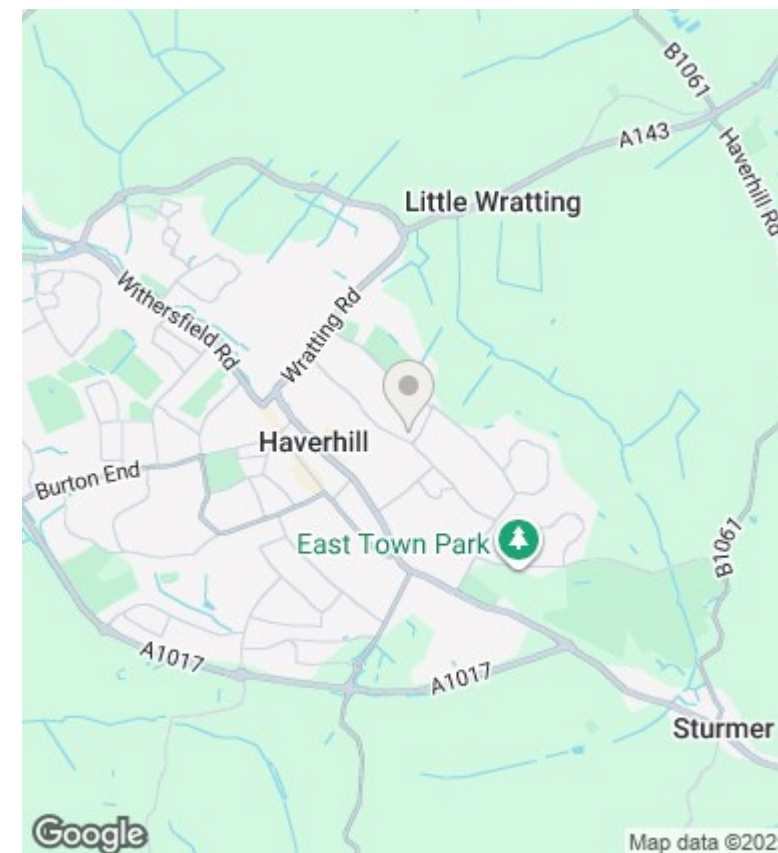 B1061
A143
Haverhill Rd
Little Wratting
Withersfield Rd
Wratting Rd
Haverhill
Burton End
East Town Park
B1061
A1017
A1017
Sturmer
Google
Map data ©202